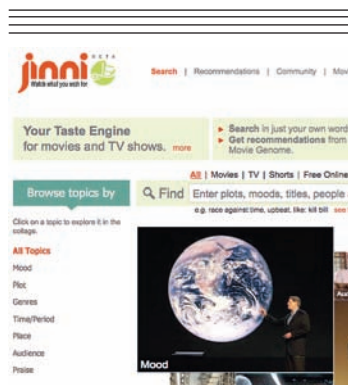 jinni BETA
Watch what you wish for
Search | Recommendations | Community | Mov
Your Taste Engine
for movies and TV shows. more
▸ Search in just your own word
▸ Get recommendations from
Movie Genome.
All | Movies | TV | Shorts | Free Online
Browse topics by
Find
Enter plots, moods, titles, people
e.g. race against time, upbeat, like: kill bill see
Click on a topic to explore it in the
collage.
All Topics
Mood
Plot
Genres
Time/Period
Place
Audience
Praise
Mood